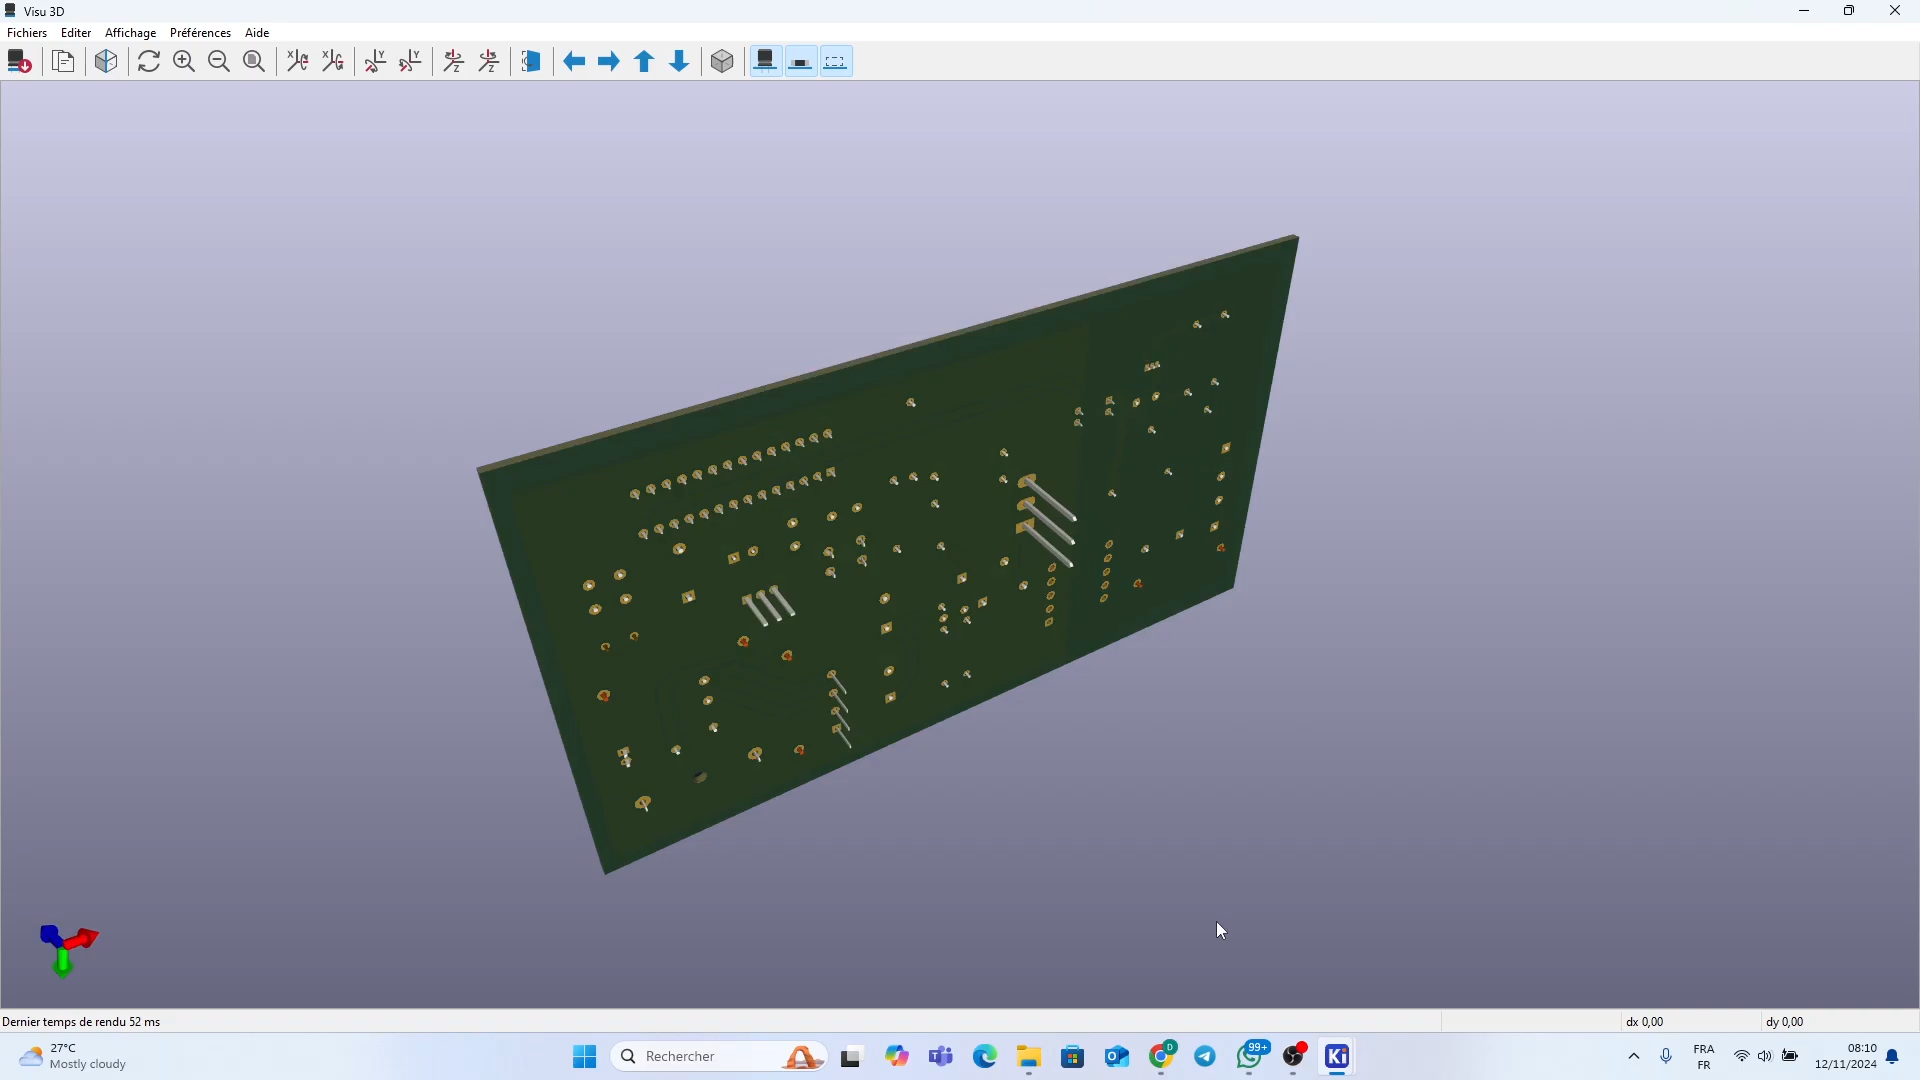 Visu 3D
Fichiers Editer Affichage Préférences Aide
Dernier temps de rendu 52 ms
dx 0,00
dy 0,00
27°C
Mostly cloudy
Rechercher
D
99+
Ki
FRA
FR
08:10
12/11/2024